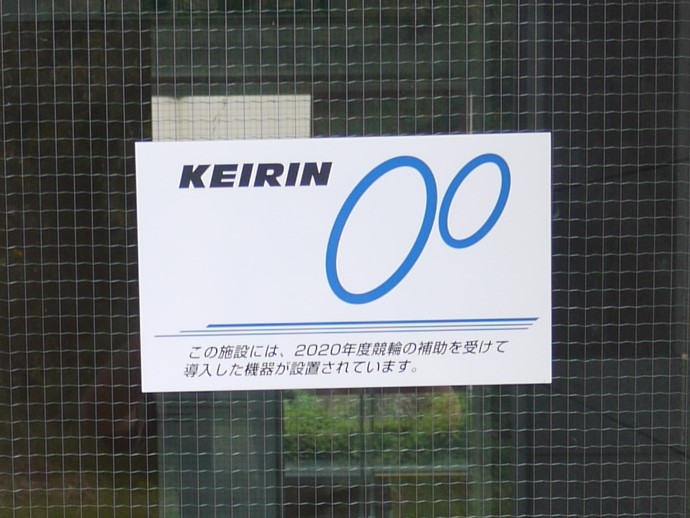 KEIRIN
この施設には、2020年度競輪の補助を受けて
導入した機器が設置されています。